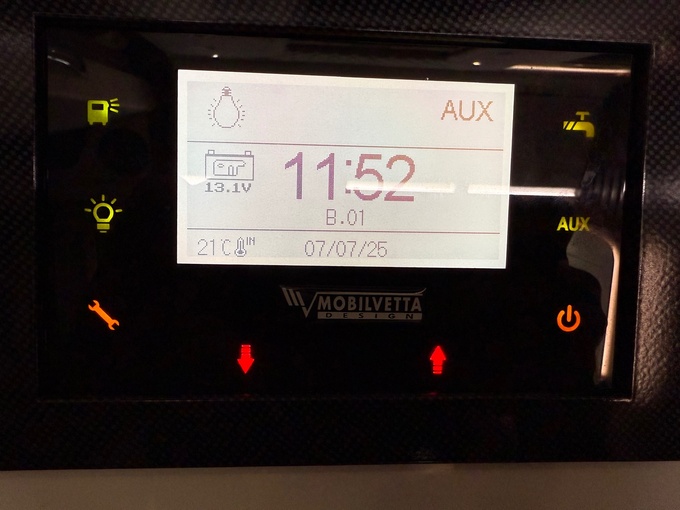 AUX
13.1V
11:52
B.01
21°C IN
07/07/25
AUX
MOBILVETTA
DESIGN